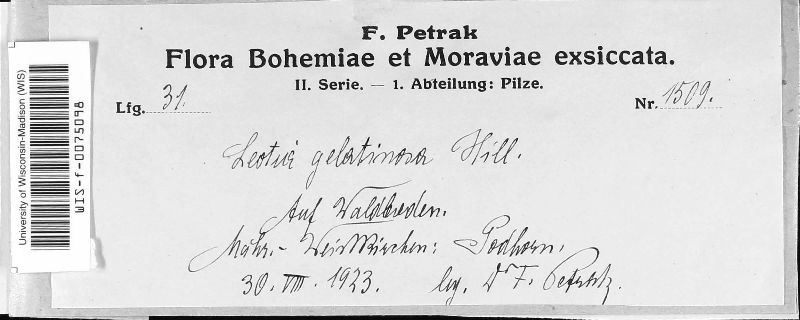 University of Wisconsin-Madison (WIS)
WIS-f-0075098
F. Petrak
Flora Bohemiae et Moraviae exsiccata.
II. Serie. — 1. Abteilung: Pilze.
Lfg. 31. Nr. 1509.
Leotia gelatinosa Hill.
Auf Waldboden.
Mähr.-Weisskirchen: Podhorn.
30. VIII. 1923. leg. Dr F. Petrak.